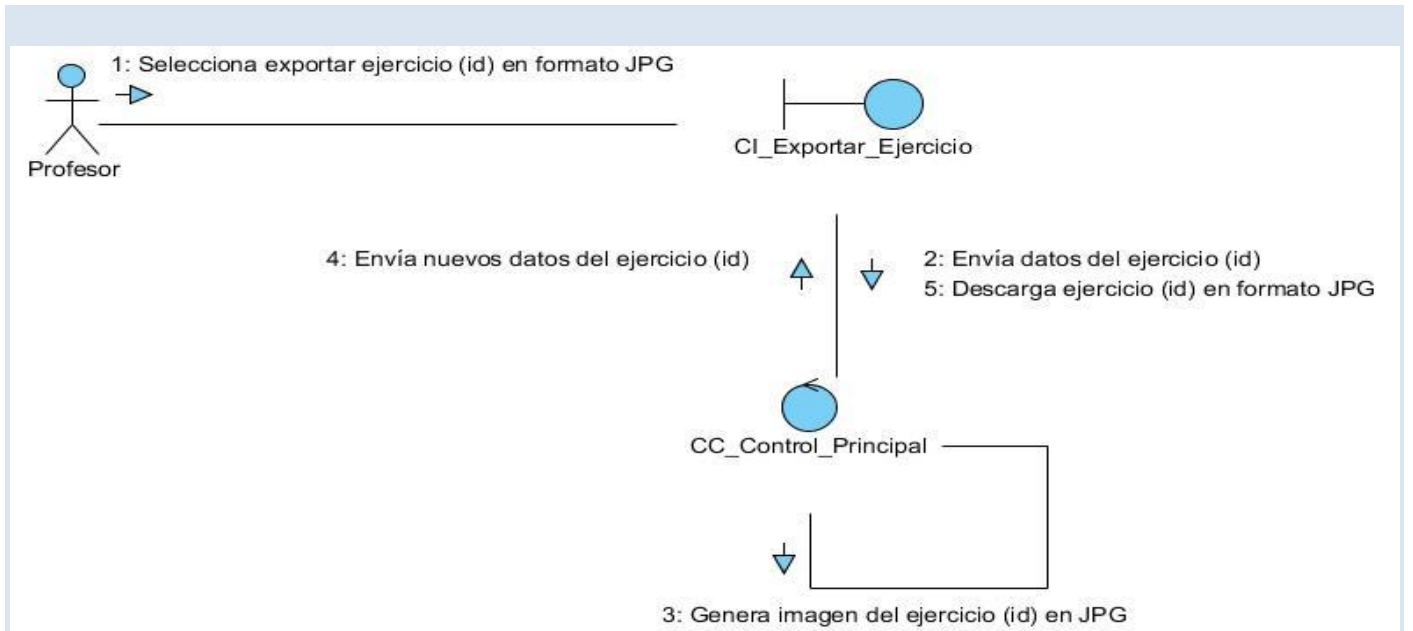 1: Selecciona exportar ejercicio (id) en formato JPG
Profesor
CI_Exportar_Ejercicio
4: Envía nuevos datos del ejercicio (id)
2: Envía datos del ejercicio (id)
5: Descarga ejercicio (id) en formato JPG
CC_Control_Principal
3: Genera imagen del ejercicio (id) en JPG